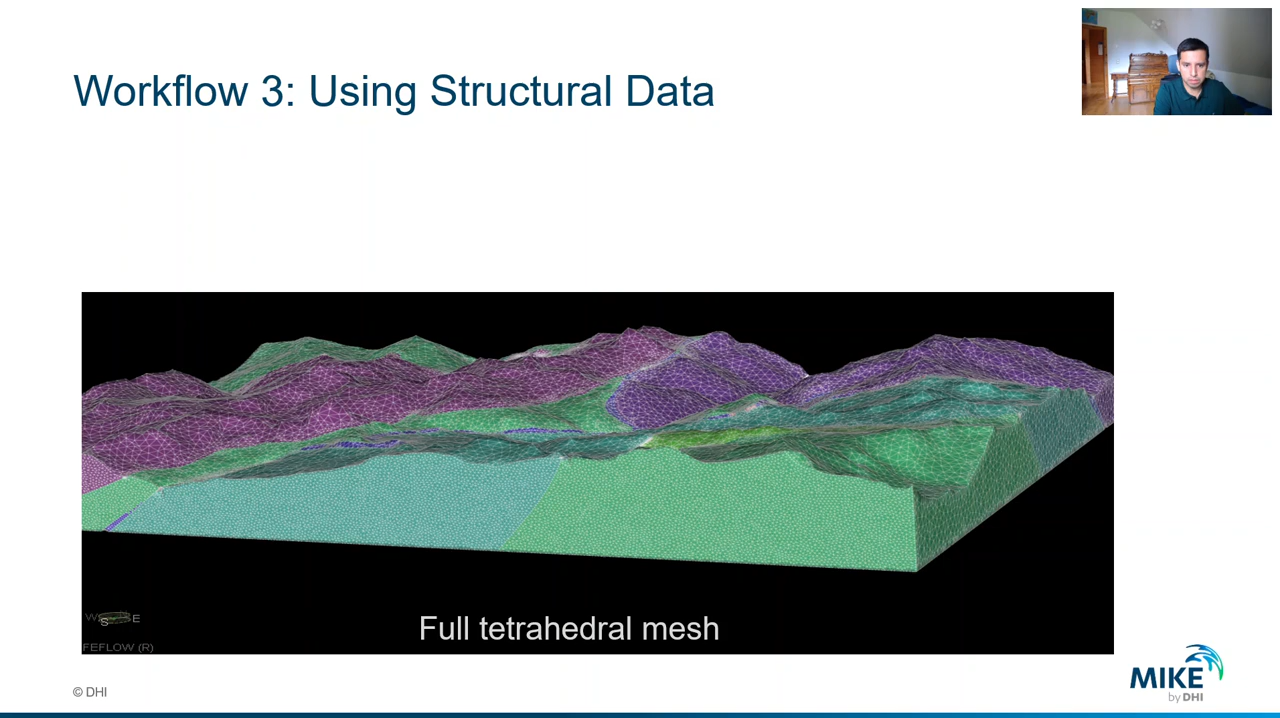 Workflow 3: Using Structural Data
W
S
E
FEFLOW (R)
Full tetrahedral mesh
© DHI
MIKE
by DHI